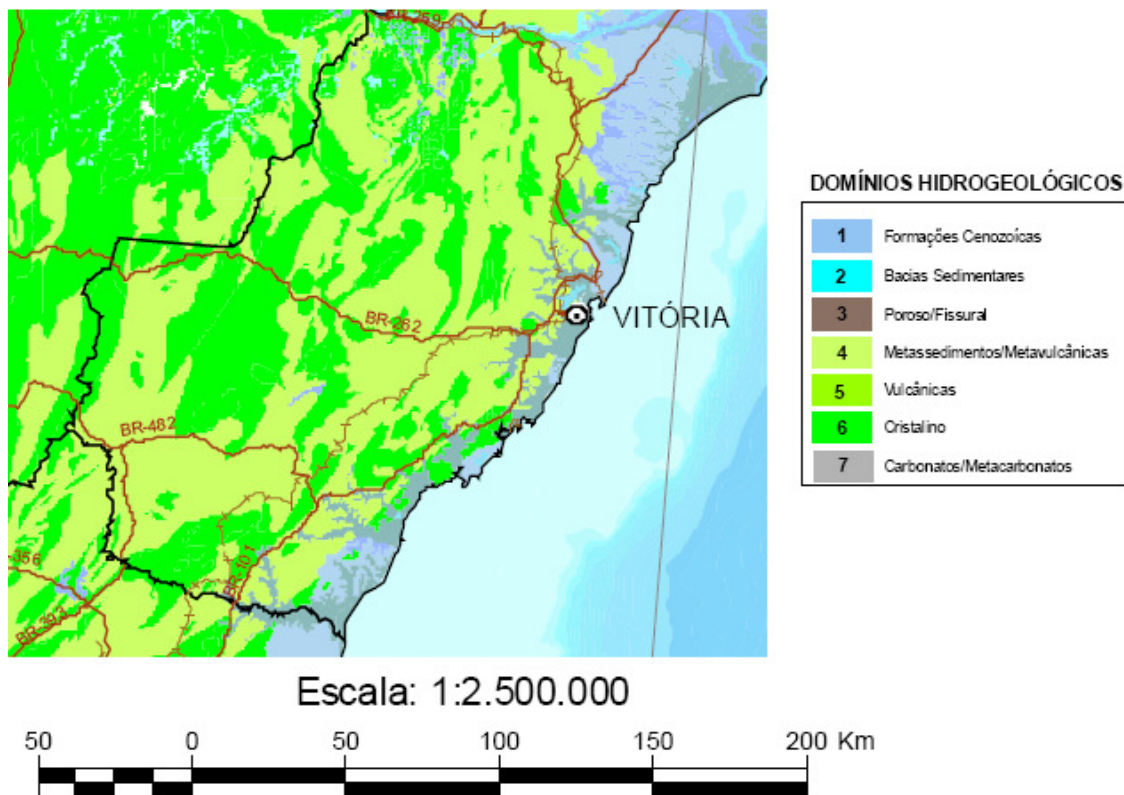 BR-259
DOMÍNIOS HIDROGEOLÓGICOS
1 Formações Cenozoícas
2 Bacias Sedimentares
3 Poroso/Fissural
4 Metassedimentos/Metavulcânicas
5 Vulcânicas
6 Cristalino
7 Carbonatos/Metacarbonatos
VITÓRIA
BR-262
BR-482
BR-101
-356
BR-393
Escala: 1:2.500.000
50 0 50 100 150 200 Km